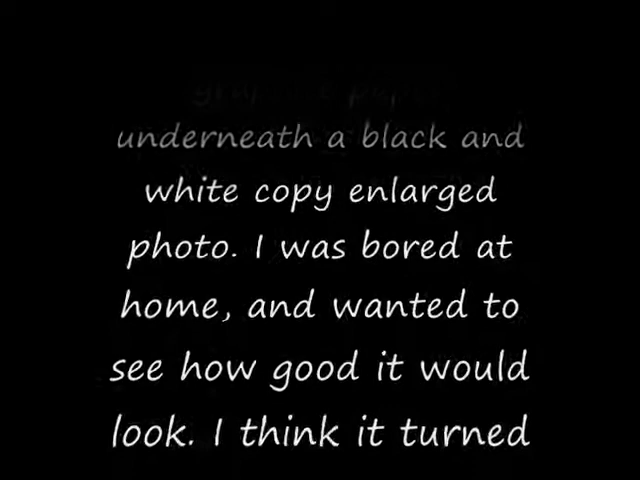 underneath a black and
white copy enlarged
photo. I was bored at
home, and wanted to
see how good it would
look. I think it turned